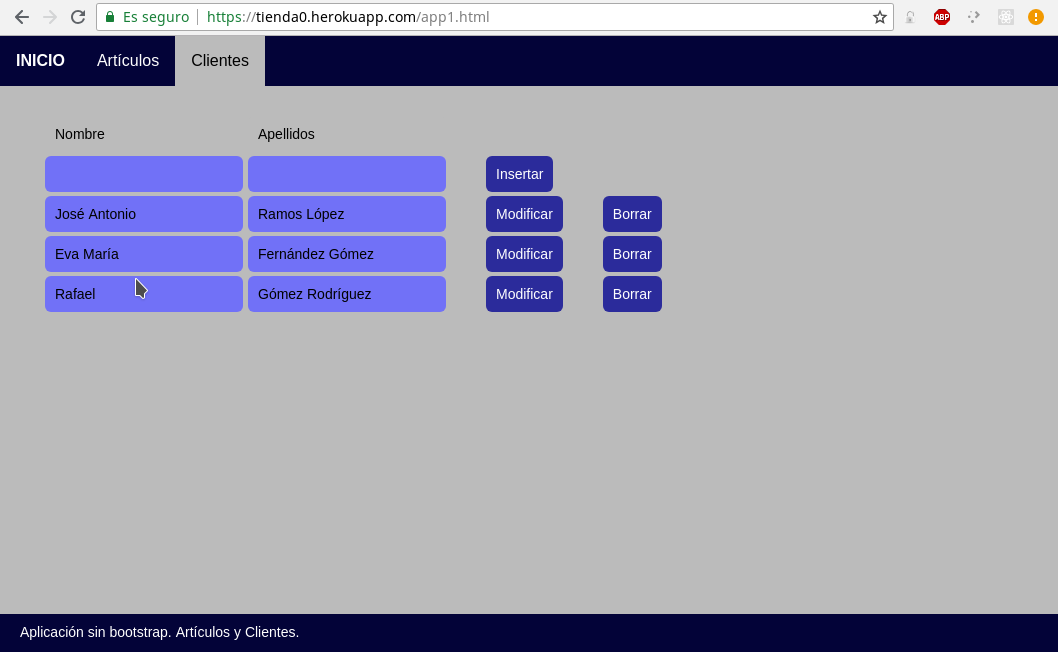 Es seguro https://tienda0.herokuapp.com/app1.html ABP
INICIO Artículos Clientes
Nombre Apellidos
Insertar
José Antonio Ramos López Modificar Borrar
Eva María Fernández Gómez Modificar Borrar
Rafael Gómez Rodríguez Modificar Borrar
Aplicación sin bootstrap. Artículos y Clientes.